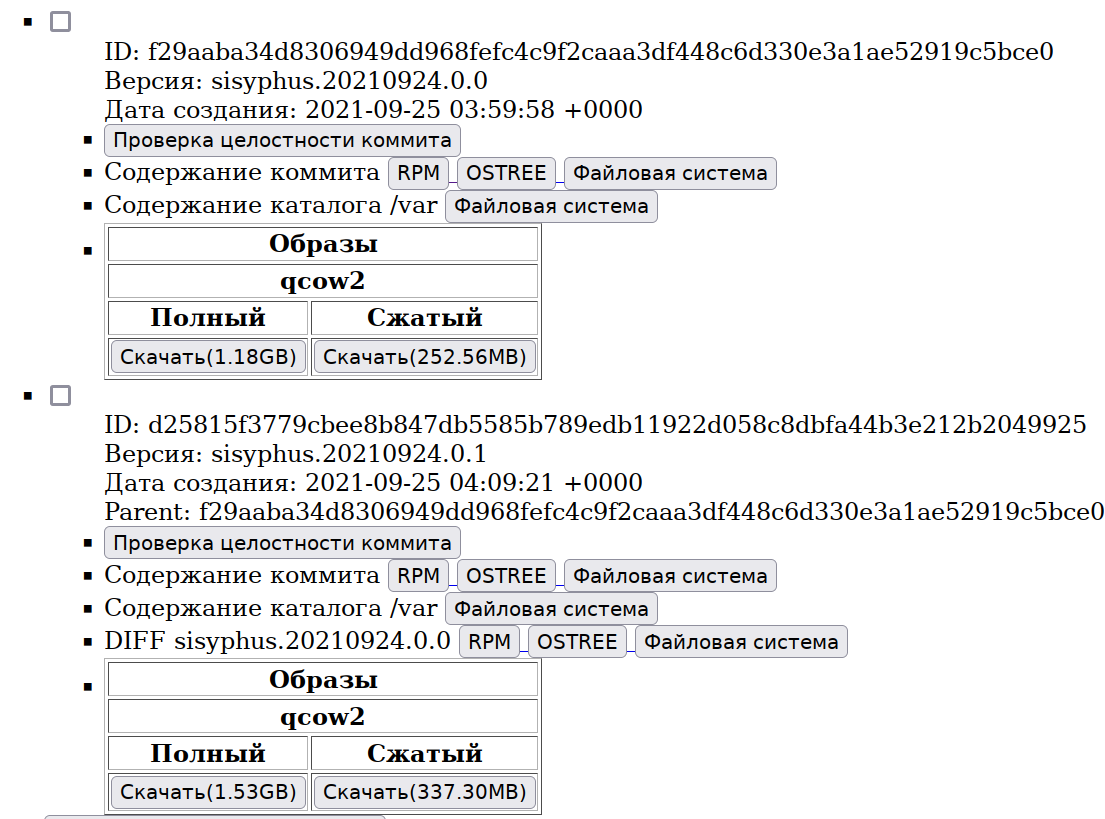 ID: f29aaba34d8306949dd968fefc4c9f2caaa3df448c6d330e3a1ae52919c5bce0
Версия: sisyphus.20210924.0.0
Дата создания: 2021-09-25 03:59:58 +0000
Проверка целостности коммита
Содержание коммита RPM OSTREE Файловая система
Содержание каталога /var Файловая система
Образы
qcow2
Полный Сжатый
Скачать(1.18GB) Скачать(252.56MB)
ID: d25815f3779cbee8b847db5585b789edb11922d058c8dbfa44b3e212b2049925
Версия: sisyphus.20210924.0.1
Дата создания: 2021-09-25 04:09:21 +0000
Parent: f29aaba34d8306949dd968fefc4c9f2caaa3df448c6d330e3a1ae52919c5bce0
Проверка целостности коммита
Содержание коммита RPM OSTREE Файловая система
Содержание каталога /var Файловая система
DIFF sisyphus.20210924.0.0 RPM OSTREE Файловая система
Образы
qcow2
Полный Сжатый
Скачать(1.53GB) Скачать(337.30MB)